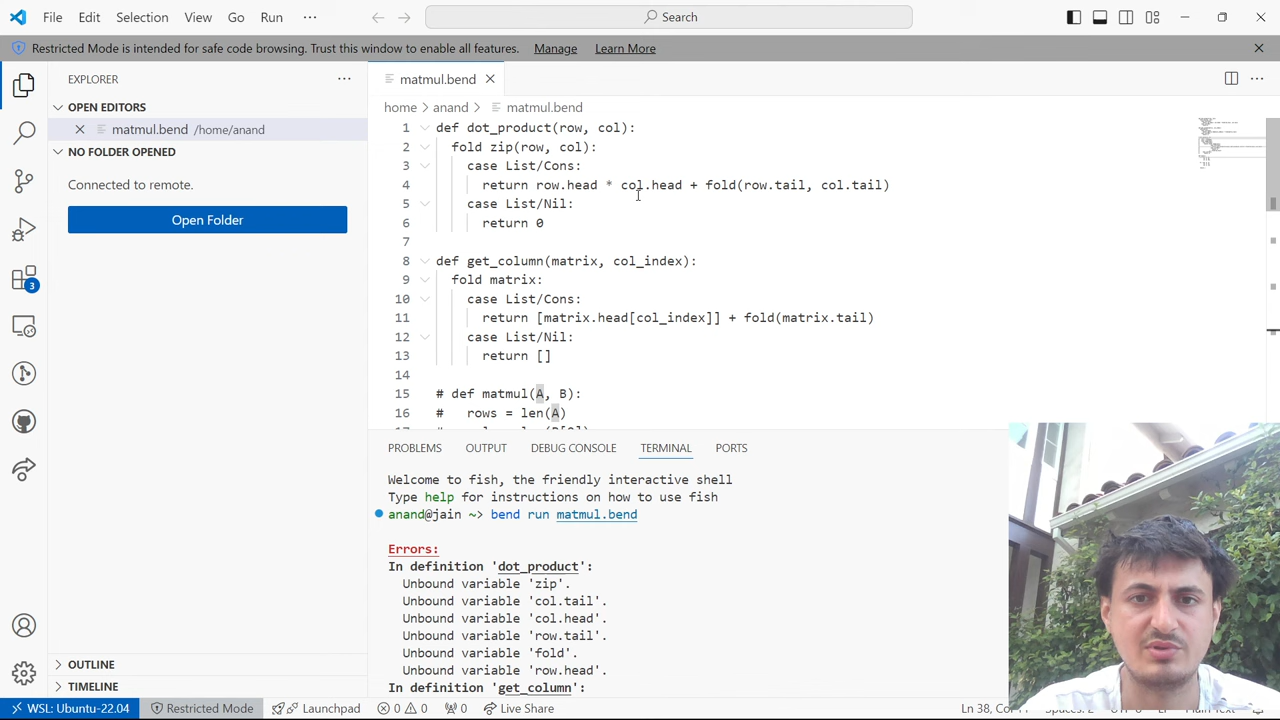 File Edit Selection View Go Run ··· Search
Restricted Mode is intended for safe code browsing. Trust this window to enable all features. Manage Learn More
EXPLORER
OPEN EDITORS
matmul.bend /home/anand
NO FOLDER OPENED
Connected to remote.
Open Folder
3
OUTLINE
TIMELINE
matmul.bend
home > anand > matmul.bend
1 def dot_product(row, col):
2 fold zip(row, col):
3 case List/Cons:
4 return row.head * col.head + fold(row.tail, col.tail)
5 case List/Nil:
6 return 0
7
8 def get_column(matrix, col_index):
9 fold matrix:
10 case List/Cons:
11 return [matrix.head[col_index]] + fold(matrix.tail)
12 case List/Nil:
13 return []
14
15 # def matmul(A, B):
16 # rows = len(A)
PROBLEMS OUTPUT DEBUG CONSOLE TERMINAL PORTS
Welcome to fish, the friendly interactive shell
Type help for instructions on how to use fish
anand@jain ~> bend run matmul.bend
Errors:
In definition 'dot_product':
Unbound variable 'zip'.
Unbound variable 'col.tail'.
Unbound variable 'col.head'.
Unbound variable 'row.tail'.
Unbound variable 'fold'.
Unbound variable 'row.head'.
In definition 'get_column':
WSL: Ubuntu-22.04 Restricted Mode Launchpad 0 0 0 Live Share